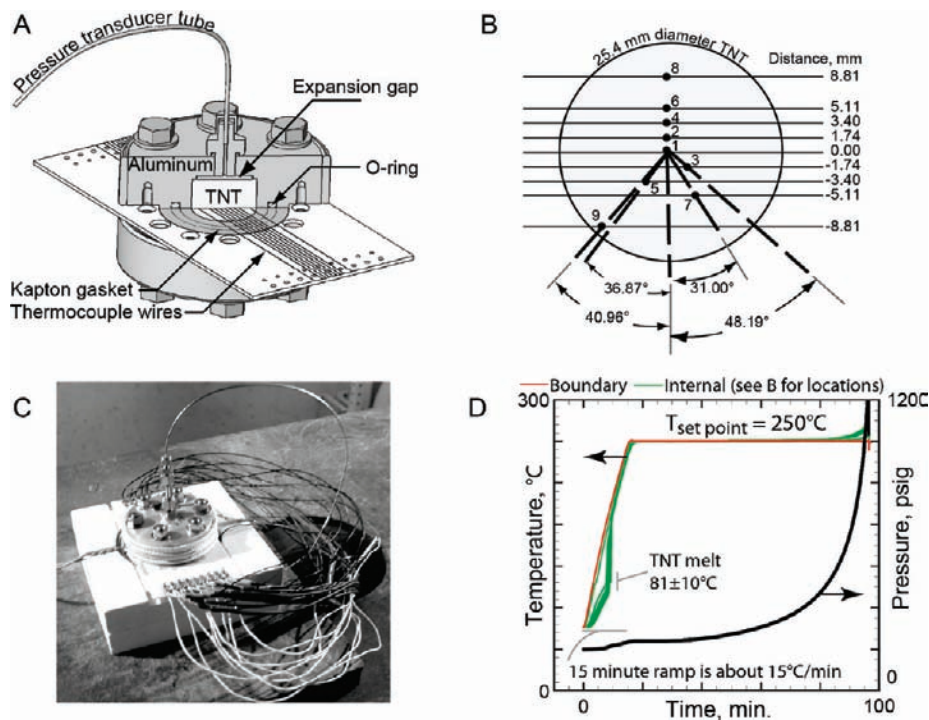 A
Pressure transducer tube
Expansion gap
Aluminum
O-ring
TNT
Kapton gasket
Thermocouple wires
B
25.4 mm diameter TNT
Distance, mm
8
8.81
6
5.11
4
3.40
2
1.74
1
0.00
3
-1.74
5
-3.40
7
-5.11
9
-8.81
36.87°
31.00°
40.96°
48.19°
C
D
Boundary
Internal (see B for locations)
300
1200
T set point = 250°C
Temperature, °C
Pressure, psig
TNT melt
81±10°C
15 minute ramp is about 15°C/min
0
0
0
100
Time, min.